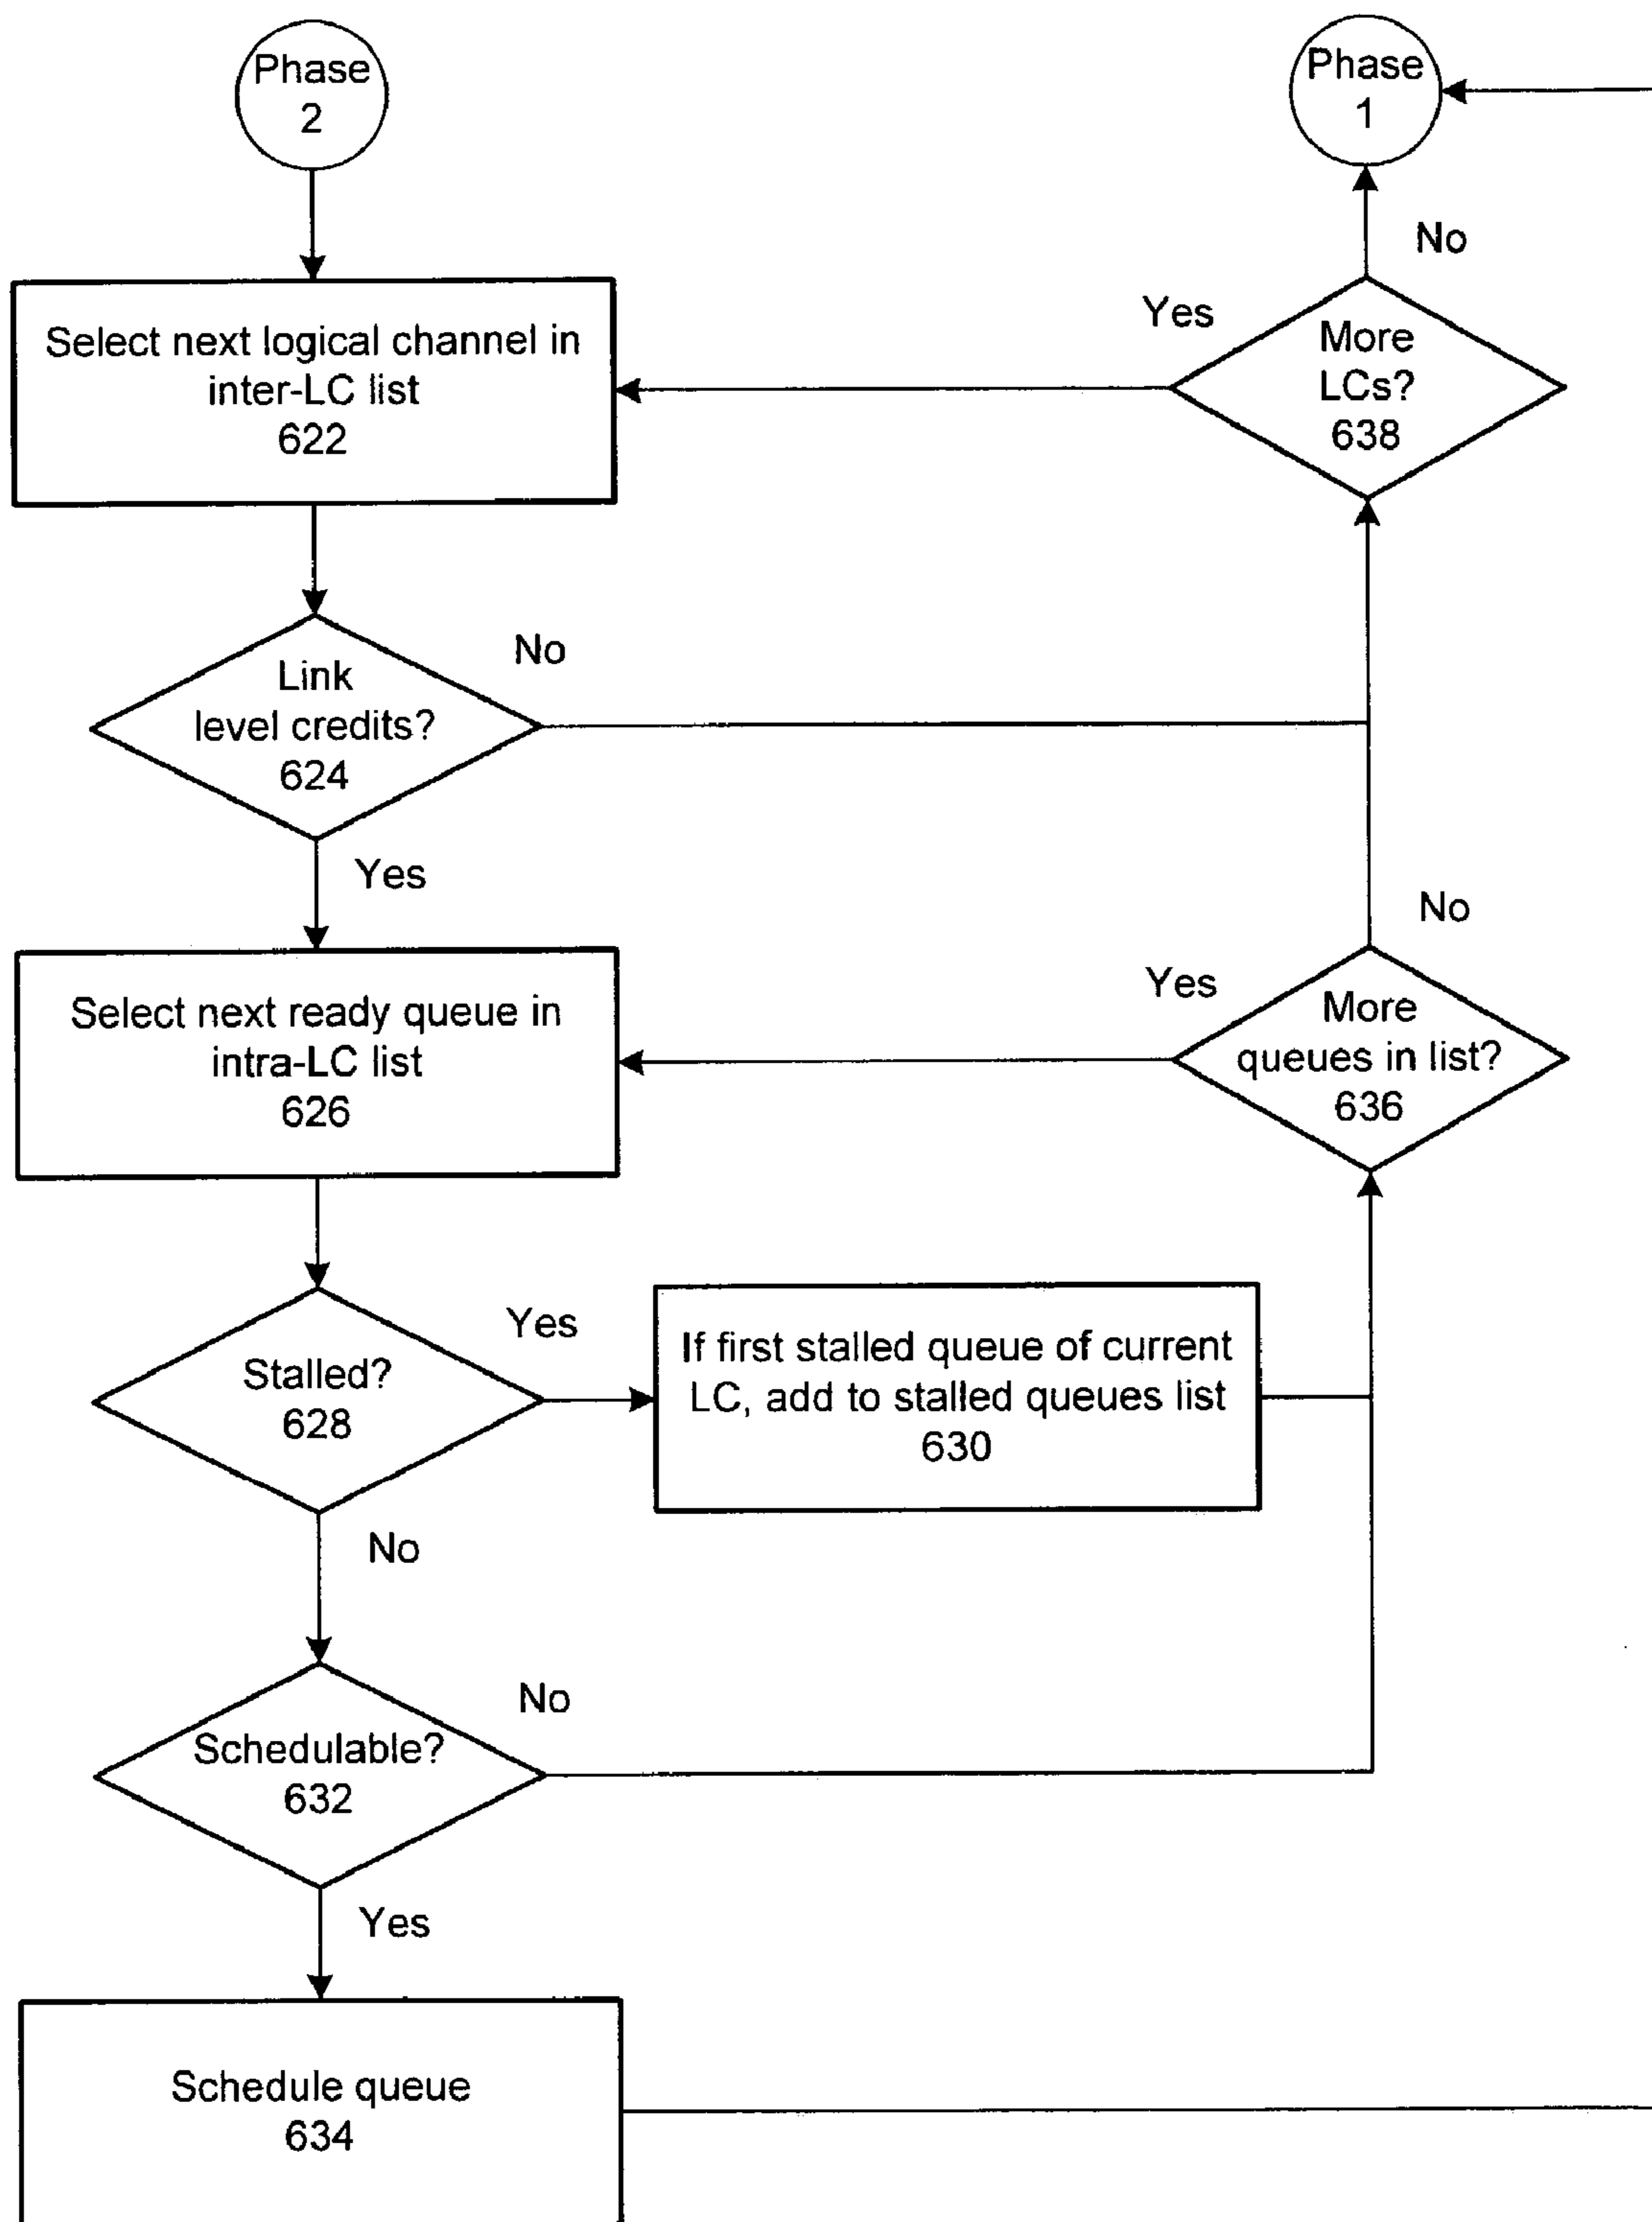 Phase
2
Phase
1
No
Yes
More
LCs?
638
Select next logical channel in
inter-LC list
622
No
Link
level credits?
624
Yes
No
Yes
More
queues in list?
636
Select next ready queue in
intra-LC list
626
Yes
Stalled?
628
If first stalled queue of current
LC, add to stalled queues list
630
No
No
Schedulable?
632
Yes
Schedule queue
634